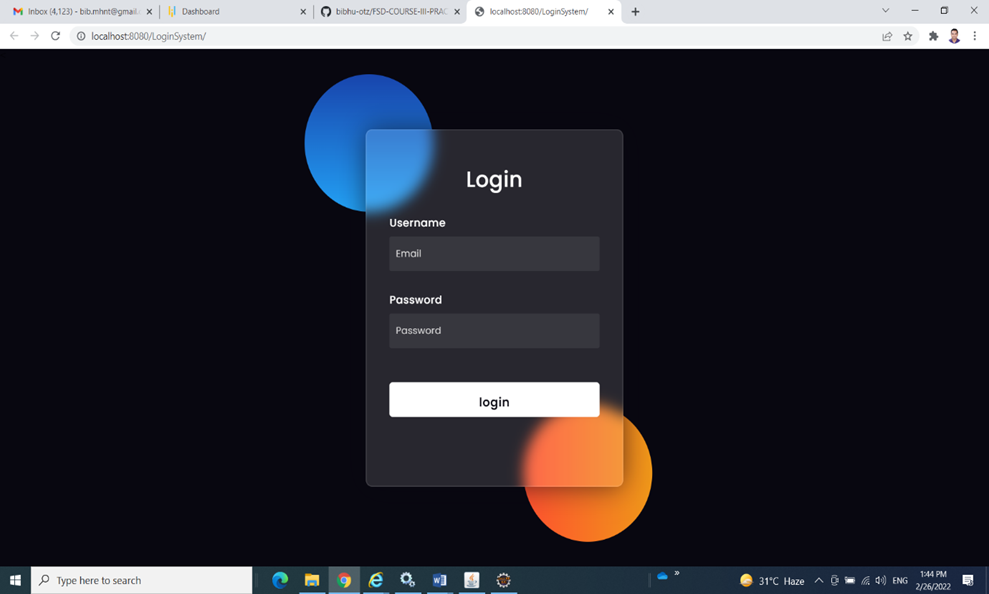 Inbox (4,123) - bib.mhnt@gmail.
Dashboard
bibhu-otz/FSD-COURSE-III-PRAC
localhost:8080/LoginSystem/
localhost:8080/LoginSystem/
Login
Username
Email
Password
Password
login
Type here to search
31°C Haze
ENG
1:44 PM
2/26/2022